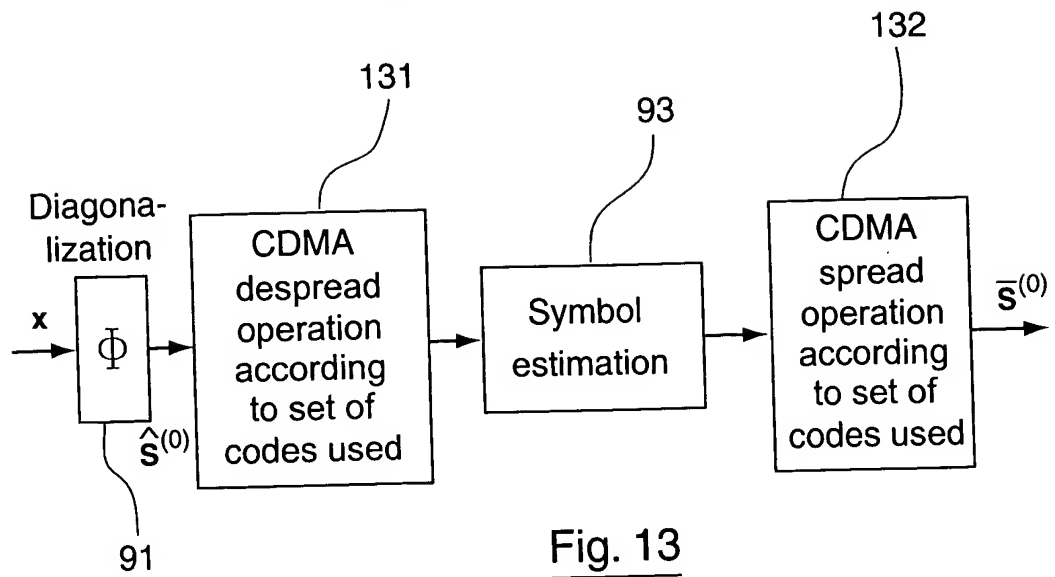 132
131
93
Diagona-
lization
x
Φ
ŝ⁽⁰⁾
91
CDMA
despread
operation
according
to set of
codes used
Symbol
estimation
CDMA
spread
operation
according
to set of
codes used
s̅⁽⁰⁾
Fig. 13